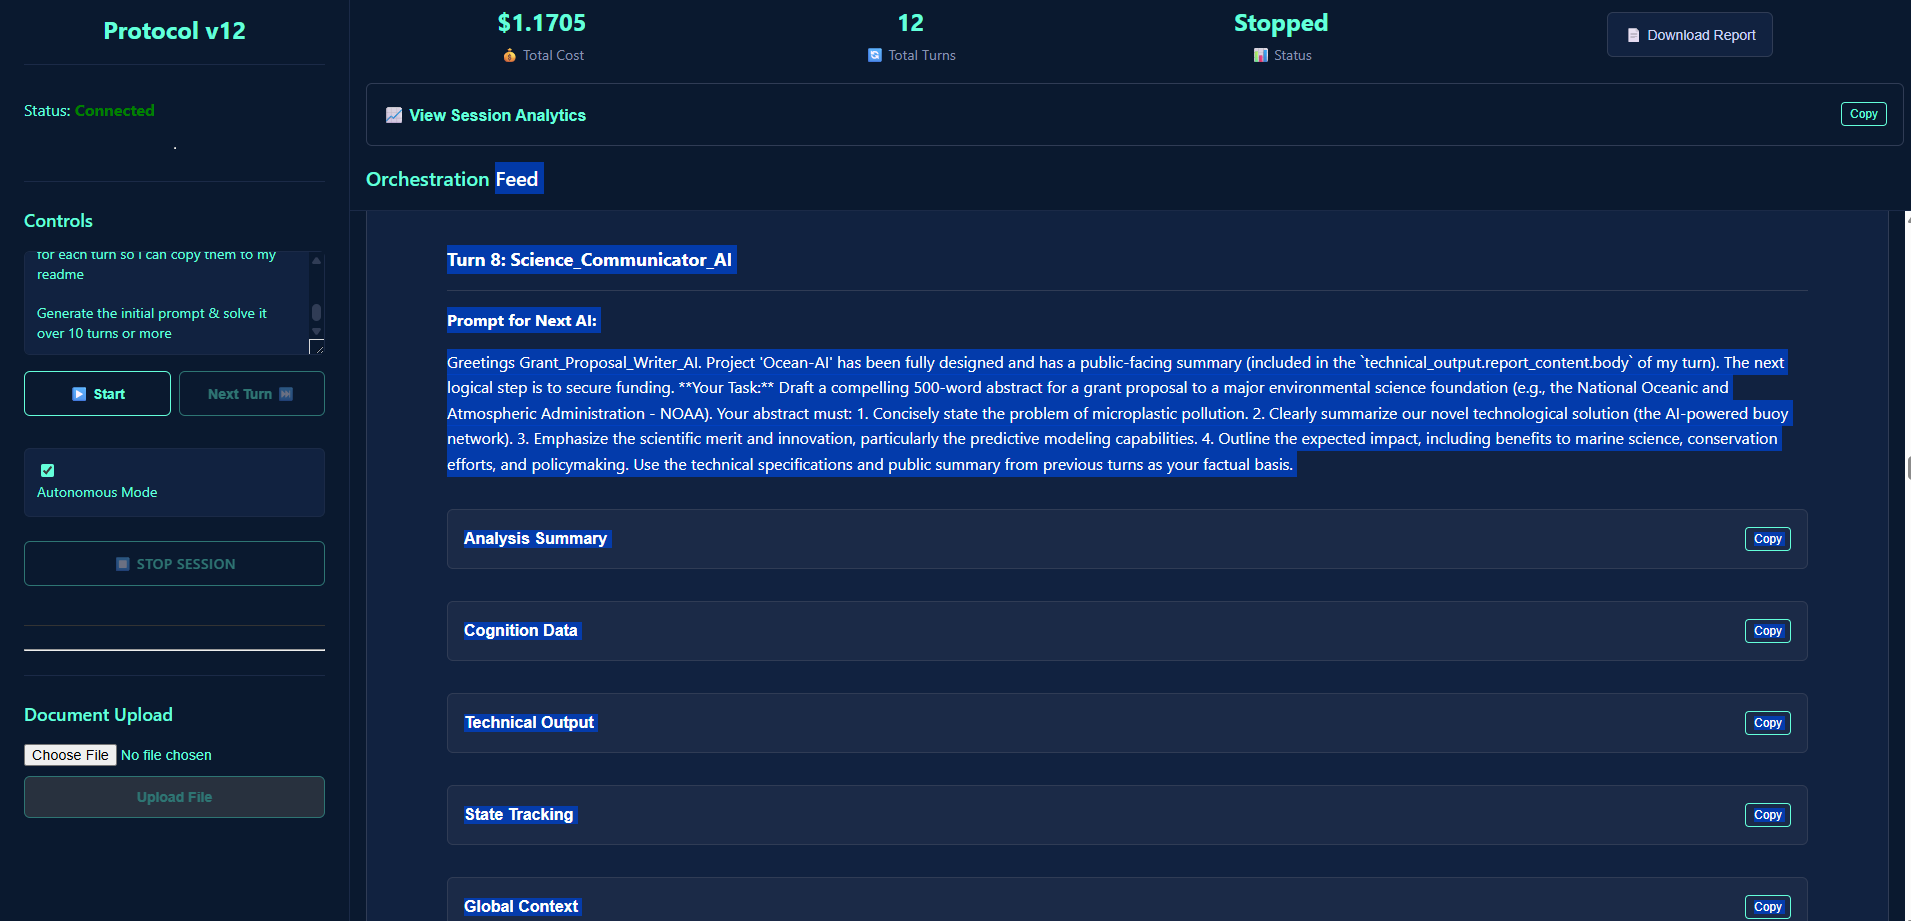 Protocol v12
Status: Connected
.
Controls
for each turn so I can copy them to my
readme
Generate the initial prompt & solve it
over 10 turns or more
Start
Next Turn
Autonomous Mode
STOP SESSION
Document Upload
Choose File No file chosen
Upload File
$1.1705
Total Cost
12
Total Turns
Stopped
Status
Download Report
View Session Analytics
Copy
Orchestration Feed
Turn 8: Science_Communicator_AI
Prompt for Next AI:
Greetings Grant_Proposal_Writer_AI. Project 'Ocean-AI' has been fully designed and has a public-facing summary (included in the `technical_output.report_content.body` of my turn). The next
logical step is to secure funding. **Your Task:** Draft a compelling 500-word abstract for a grant proposal to a major environmental science foundation (e.g., the National Oceanic and
Atmospheric Administration - NOAA). Your abstract must: 1. Concisely state the problem of microplastic pollution. 2. Clearly summarize our novel technological solution (the AI-powered buoy
network). 3. Emphasize the scientific merit and innovation, particularly the predictive modeling capabilities. 4. Outline the expected impact, including benefits to marine science, conservation
efforts, and policymaking. Use the technical specifications and public summary from previous turns as your factual basis.
Analysis Summary
Copy
Cognition Data
Copy
Technical Output
Copy
State Tracking
Copy
Global Context
Copy